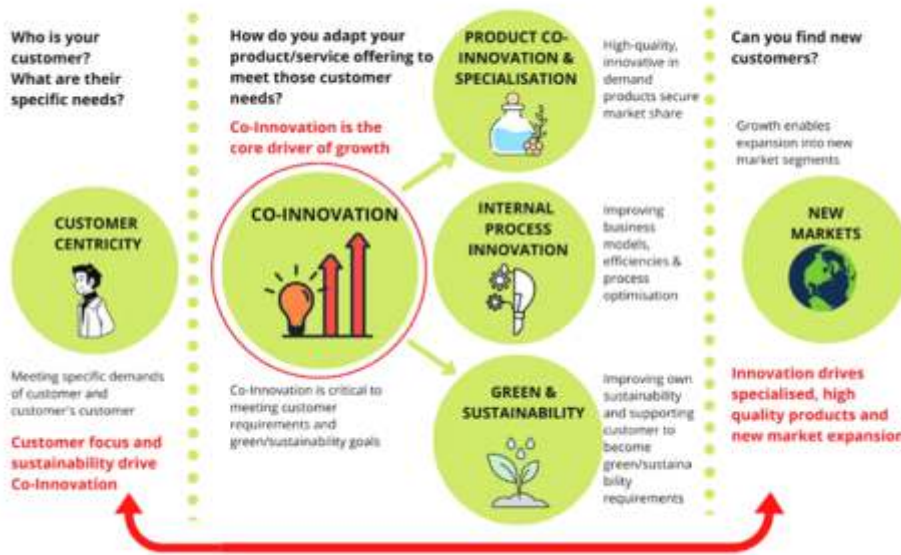 Who is your
customer?
What are their
specific needs?
CUSTOMER
CENTRICITY
Meeting specific demands
of customer and
customer's customer
Customer focus and
sustainability drive
Co-Innovation
How do you adapt your
product/service offering to
meet those customer
needs?
Co-Innovation is the
core driver of growth
CO-INNOVATION
Co-Innovation is critical to
meeting customer
requirements and
green/sustainability goals
PRODUCT CO-
INNOVATION &
SPECIALISATION
High-quality,
innovative in
demand
products secure
market share
INTERNAL
PROCESS
INNOVATION
Improving
business
models,
efficiencies &
process
optimisation
GREEN &
SUSTAINABILITY
Improving own
sustainability
and supporting
customer to
become
green/sustaina
bility
requirements
Can you find new
customers?
Growth enables
expansion into new
market segments
NEW
MARKETS
Innovation drives
specialised, high
quality products and
new market expansion